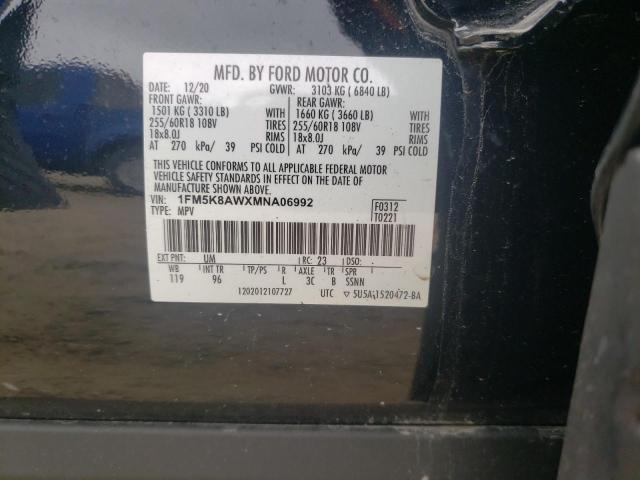 MFD. BY FORD MOTOR CO.
DATE: 12/20 GVWR: 3103 KG ( 6840 LB)
FRONT GAWR: REAR GAWR:
1501 KG ( 3310 LB) WITH 1660 KG ( 3660 LB) WITH
255/60R18 108V TIRES 255/60R18 108V TIRES
18x8.0J RIMS 18x8.0J RIMS
AT 270 kPa/ 39 PSI COLD AT 270 kPa/ 39 PSI COLD
THIS VEHICLE CONFORMS TO ALL APPLICABLE FEDERAL MOTOR
VEHICLE SAFETY STANDARDS IN EFFECT ON THE DATE OF
MANUFACTURE SHOWN ABOVE.
VIN: 1FM5K8AWXMNA06992 F0312
TYPE: MPV T0221
EXT PNT: UM RC: 23 DSO:
WB INT TR TP/PS R AXLE TR SPR
119 96 L 3C B SSNN
1202012107727 UTC ▽ 5U5A-1520472-BA